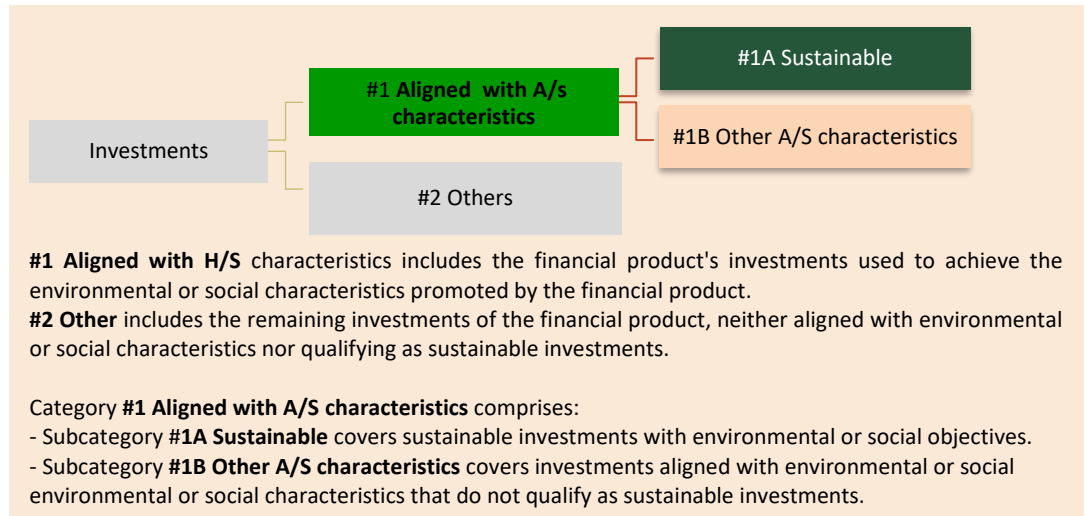 #1A Sustainable
#1 Aligned with A/s
characteristics
#1B Other A/S characteristics
Investments
#2 Others
#1 Aligned with H/S characteristics includes the financial product's investments used to achieve the
environmental or social characteristics promoted by the financial product.
#2 Other includes the remaining investments of the financial product, neither aligned with environmental
or social characteristics nor qualifying as sustainable investments.
Category #1 Aligned with A/S characteristics comprises:
- Subcategory #1A Sustainable covers sustainable investments with environmental or social objectives.
- Subcategory #1B Other A/S characteristics covers investments aligned with environmental or social
environmental or social characteristics that do not qualify as sustainable investments.